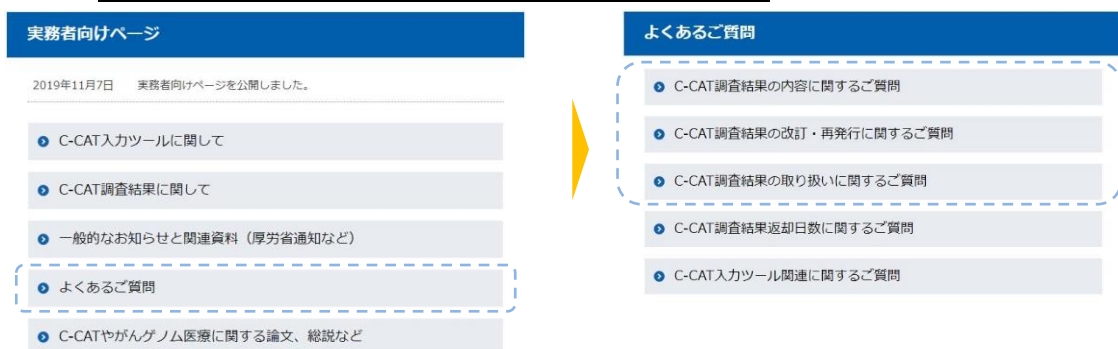 実務者向けページ
2019年11月7日 実務者向けページを公開しました。
C-CAT入力ツールに関して
C-CAT調査結果に関して
一般的なお知らせと関連資料（厚労省通知など）
よくあるご質問
C-CATやがんゲノム医療に関する論文、総説など
よくあるご質問
C-CAT調査結果の内容に関するご質問
C-CAT調査結果の改訂・再発行に関するご質問
C-CAT調査結果の取り扱いに関するご質問
C-CAT調査結果返却日数に関するご質問
C-CAT入力ツール関連に関するご質問